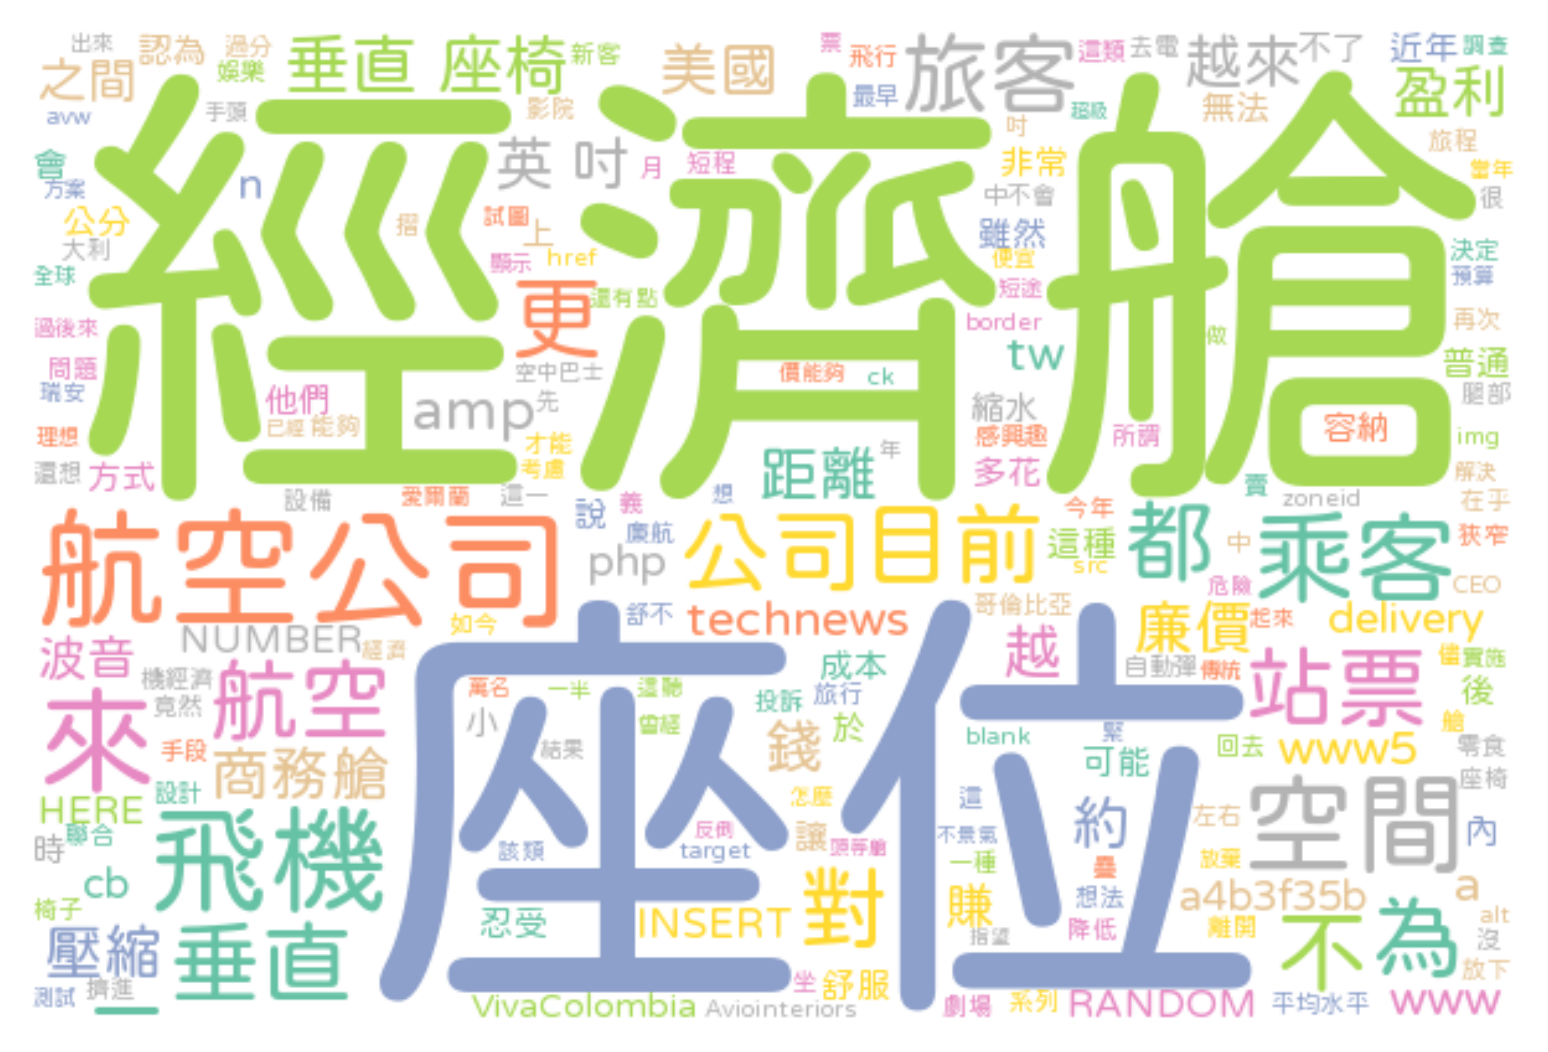 出來 認為 過分 垂直 座椅 新客 美國 票 飛行 旅客 這類 去電 越來 不了 近年 調查
之間 娛樂 盈利
avw 手頭 影院 最早 超級 無法
經濟艙
會 英 吋 月 短程 吋 非常 旅程
方案 n 中不會 當年 很
公分 摺 試圖 上 雖然
大利 顯示 href 便宜 決定
全球 更 還有點 短途 預算
過後來 border 做 再次
問題 空中巴士 價能夠 ck tw 普通
瑞安 他們 amp 先 縮水 腿部
理想 已經 能夠 才能 感興趣 所謂 容納 img
還想 方式 考慮 距離 年 多花 解決
設備 愛爾蘭 這一 義 想 今年 賣 zoneid 在乎
航空公司 說 廉航 公司目前 這種 都 中 乘客 狹窄
php src 危險 CEO
NUMBER 經濟 如今 舒不 technews 哥倫比亞 廉價 起來 delivery
波音 機經濟 航空 成本 越 自動彈 傳統 站票 儘 實施
來 竟然 萬名 一半 這聽 投訴 旅行 後
座位
小 曾經 錢 於 艙
手段 商務艙 結果 blank 緊 可能 回去 www5 零食
HERE 設計 怎麼 這 座椅
時 聯合 飛機 該類 反倒 target 讓 頭等艙 不景氣 約 左右 空間 內
cb 一種 疊 放棄
椅子 忍受 INSERT 對 賺 想法 a4b3f35b a
壓縮 垂直 指望 降低 離開 不 為 alt 沒
測試 擠進 一 坐 舒服 放下
VivaColombia Aviointeriors 劇場 系列 RANDOM 平均水平 www